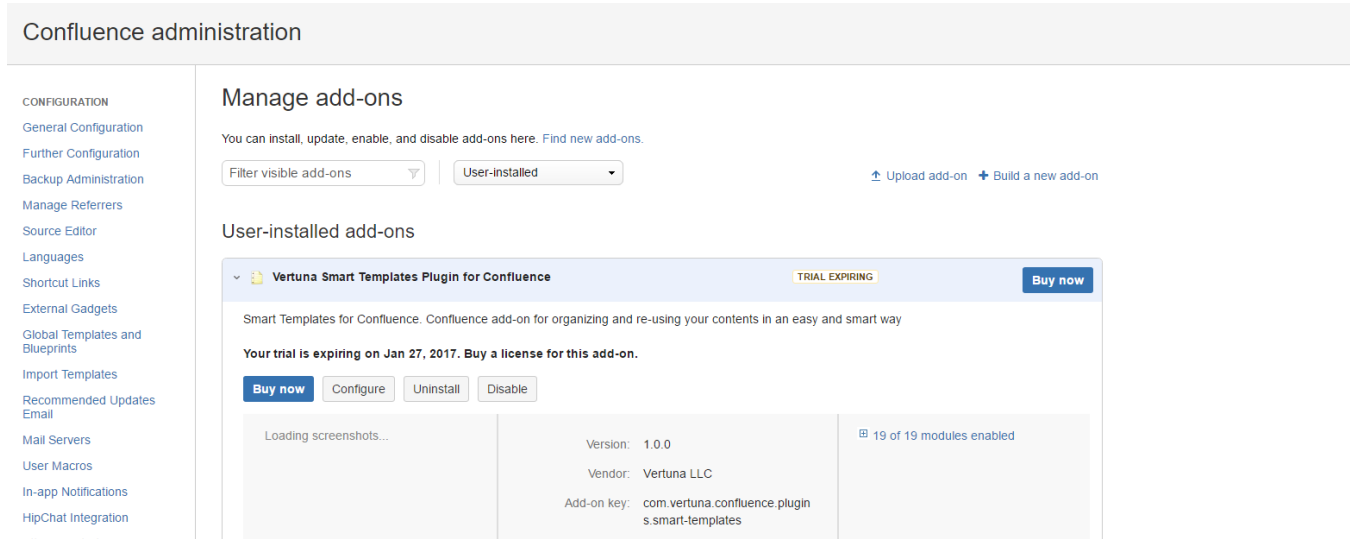 Confluence administration
CONFIGURATION
General Configuration
Further Configuration
Backup Administration
Manage Referrers
Source Editor
Languages
Shortcut Links
External Gadgets
Global Templates and
Blueprints
Import Templates
Recommended Updates
Email
Mail Servers
User Macros
In-app Notifications
HipChat Integration
Manage add-ons
You can install, update, enable, and disable add-ons here. Find new add-ons.
Filter visible add-ons
User-installed
Upload add-on
Build a new add-on
User-installed add-ons
Vertuna Smart Templates Plugin for Confluence
TRIAL EXPIRING
Buy now
Smart Templates for Confluence. Confluence add-on for organizing and re-using your contents in an easy and smart way
Your trial is expiring on Jan 27, 2017. Buy a license for this add-on.
Buy now
Configure
Uninstall
Disable
Loading screenshots...
Version: 1.0.0
Vendor: Vertuna LLC
Add-on key: com.vertuna.confluence.plugin
s.smart-templates
19 of 19 modules enabled